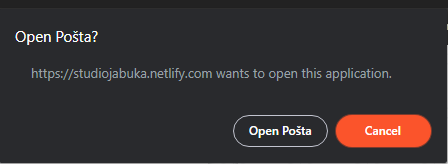 Open Pošta?
https://studiojabuka.netlify.com wants to open this application.
Open Pošta
Cancel